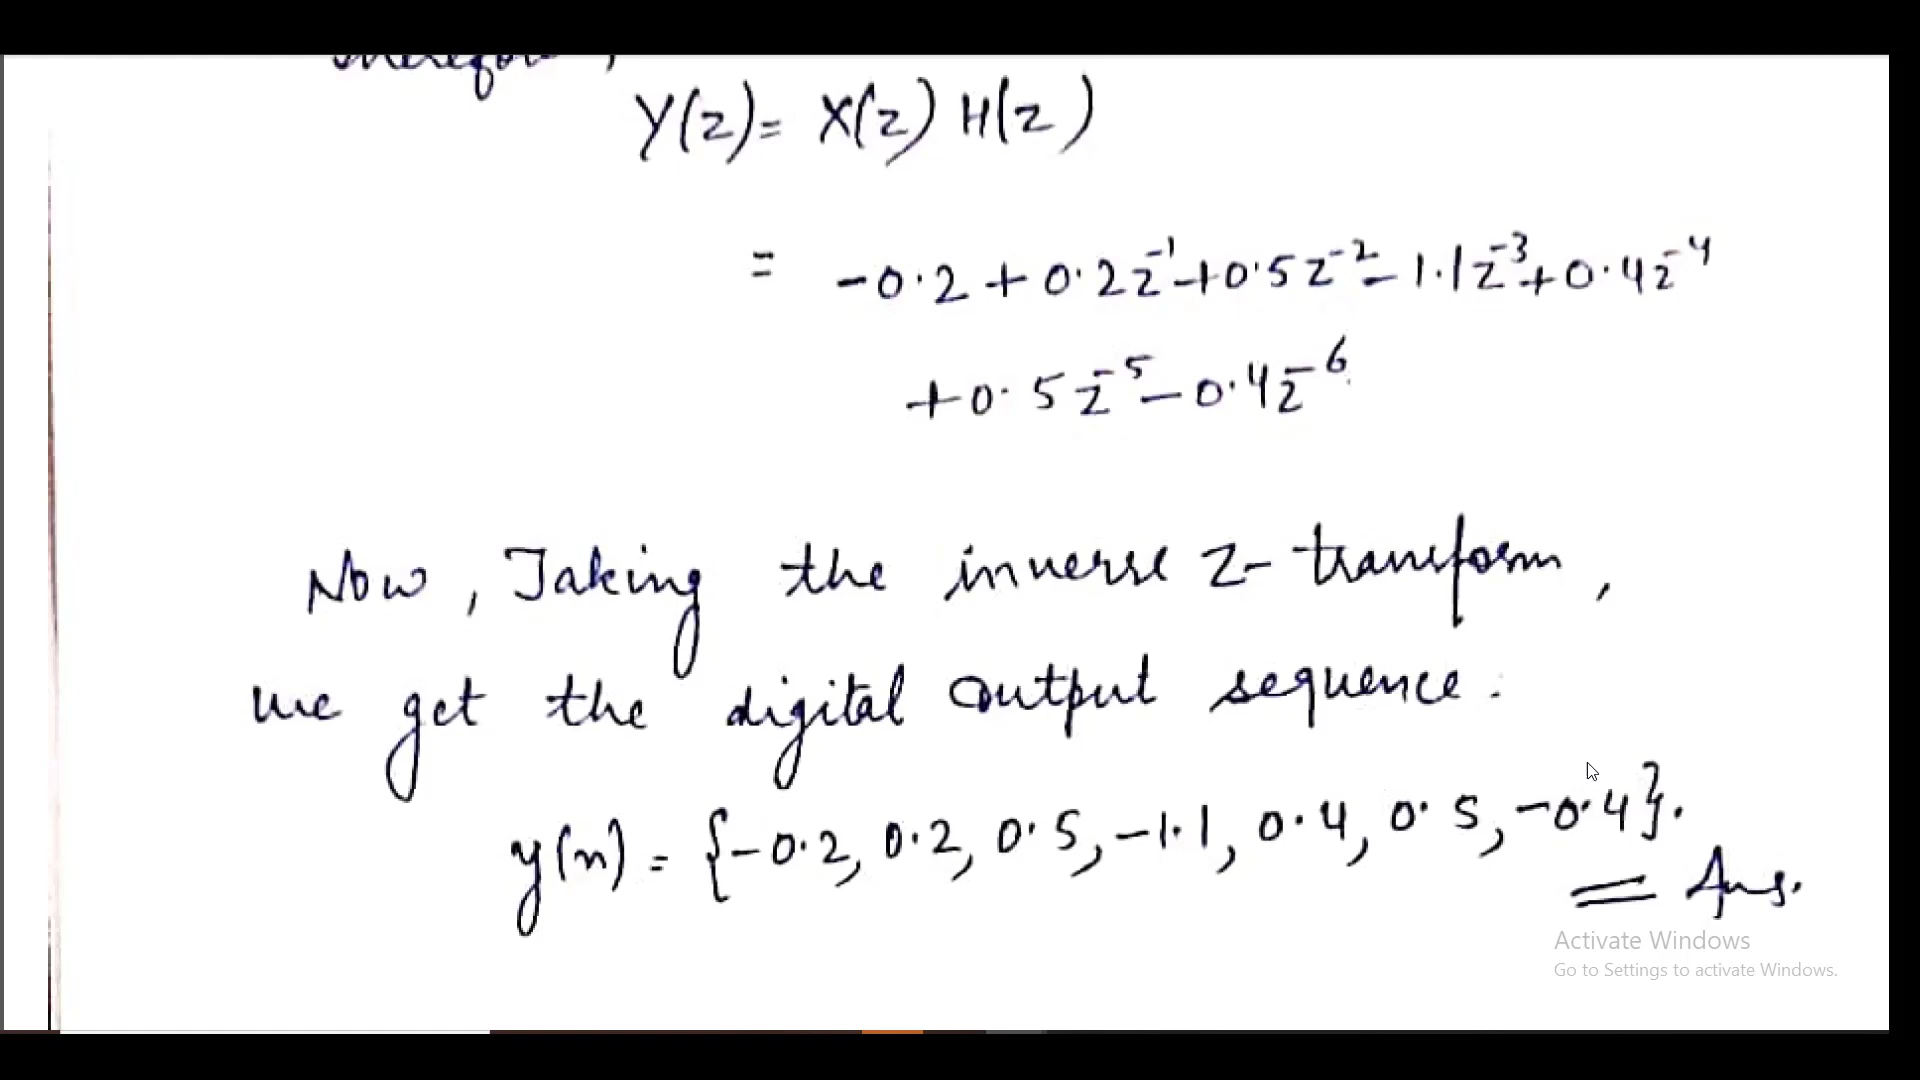 Y(z)= X(z) H(z)
= -0.2 + 0.2z⁻¹+0.5z⁻² - 1.1z⁻³+0.4z⁻⁴
+0.5z⁻⁵ - 0.4z⁻⁶
Now, Taking the inverse z-transform,
we get the digital output sequence.
y(n) = {-0.2, 0.2, 0.5, -1.1, 0.4, 0.5, -0.4}.
Ans.
Activate Windows
Go to Settings to activate Windows.